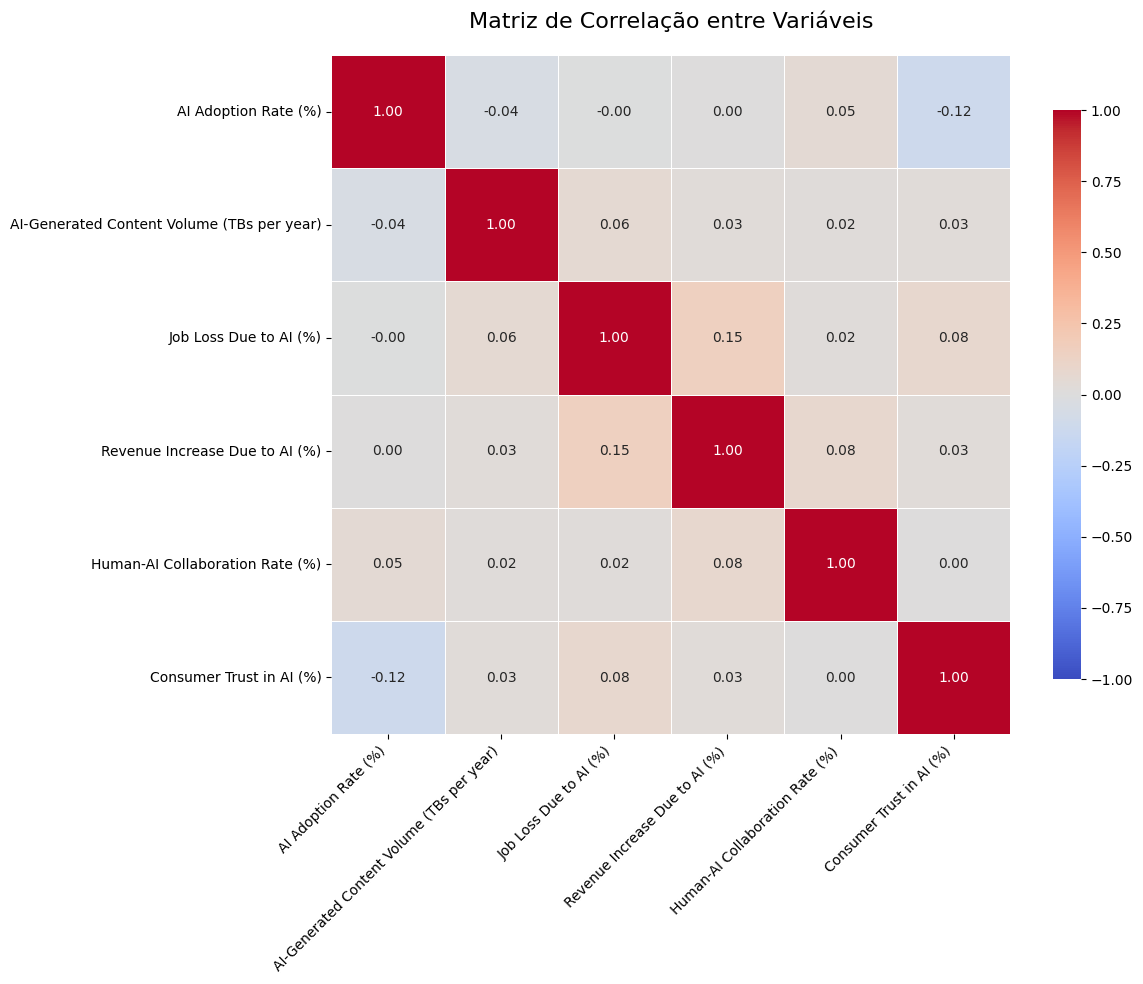 Matriz de Correlação entre Variáveis
AI Adoption Rate (%)
1.00 -0.04 -0.00 0.00 0.05 -0.12
AI-Generated Content Volume (TBs per year)
-0.04 1.00 0.06 0.03 0.02 0.03
Job Loss Due to AI (%)
-0.00 0.06 1.00 0.15 0.02 0.08
Revenue Increase Due to AI (%)
0.00 0.03 0.15 1.00 0.08 0.03
Human-AI Collaboration Rate (%)
0.05 0.02 0.02 0.08 1.00 0.00
Consumer Trust in AI (%)
-0.12 0.03 0.08 0.03 0.00 1.00
AI Adoption Rate (%)
AI-Generated Content Volume (TBs per year)
Job Loss Due to AI (%)
Revenue Increase Due to AI (%)
Human-AI Collaboration Rate (%)
Consumer Trust in AI (%)
1.00
0.75
0.50
0.25
0.00
−0.25
−0.50
−0.75
−1.00